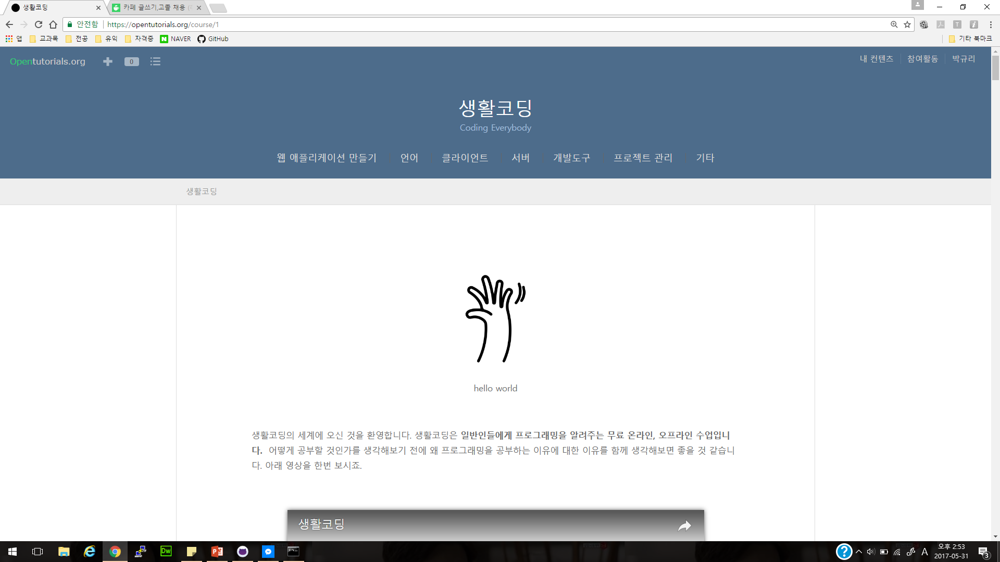 생활코딩
카페 글쓰기,고졸 채용
안전함 https://opentutorials.org/course/1
앱 교과목 전공 유익 자격증 NAVER GitHub 기타 북마크
Opentutorials.org 0 내 컨텐츠 참여활동 박규리
생활코딩
Coding Everybody
웹 애플리케이션 만들기 언어 클라이언트 서버 개발도구 프로젝트 관리 기타
생활코딩
hello world
생활코딩의 세계에 오신 것을 환영합니다. 생활코딩은 일반인들에게 프로그래밍을 알려주는 무료 온라인, 오프라인 수업입니
다. 어떻게 공부할 것인가를 생각해보기 전에 왜 프로그래밍을 공부하는 이유에 대한 이유를 함께 생각해보면 좋을 것 같습니
다. 아래 영상을 한번 보시죠.
생활코딩
Dw
A
오후 2:53
2017-05-31
3